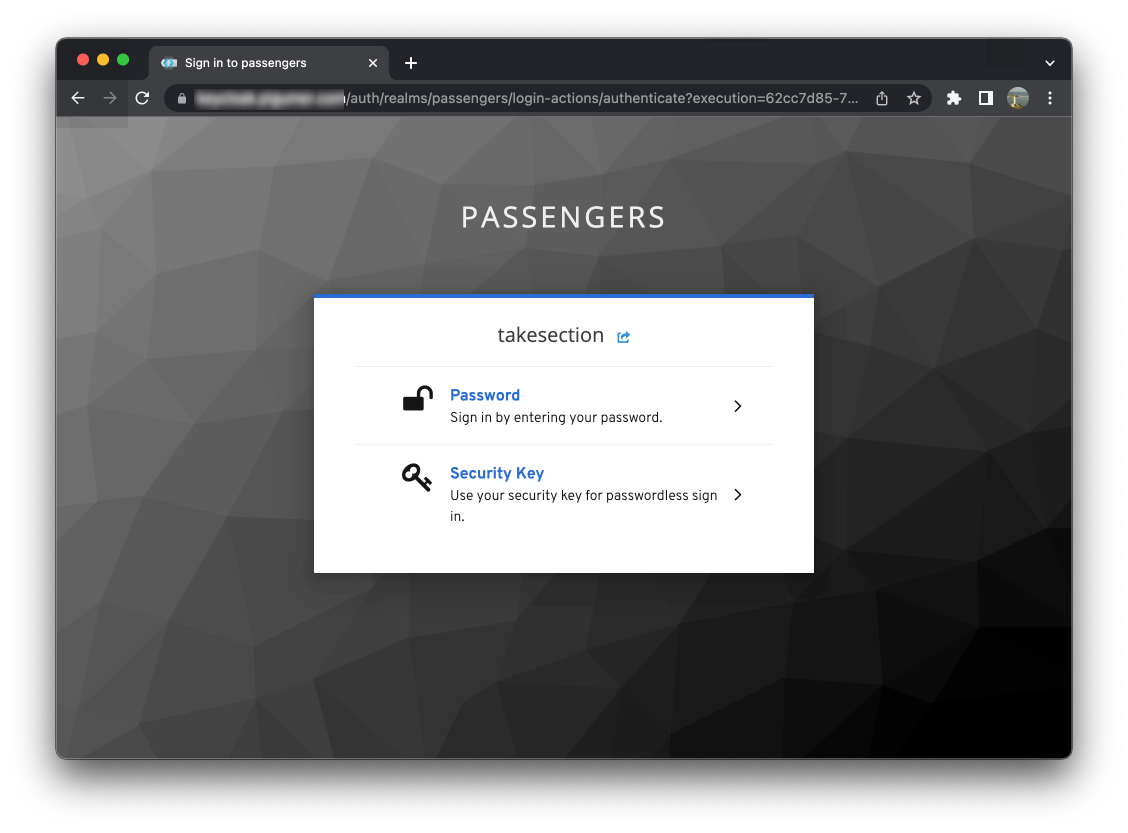 Sign in to passengers
/auth/realms/passengers/login-actions/authenticate?execution=62cc7d85-7...
PASSENGERS
takesection
Password
Sign in by entering your password.
Security Key
Use your security key for passwordless sign
in.